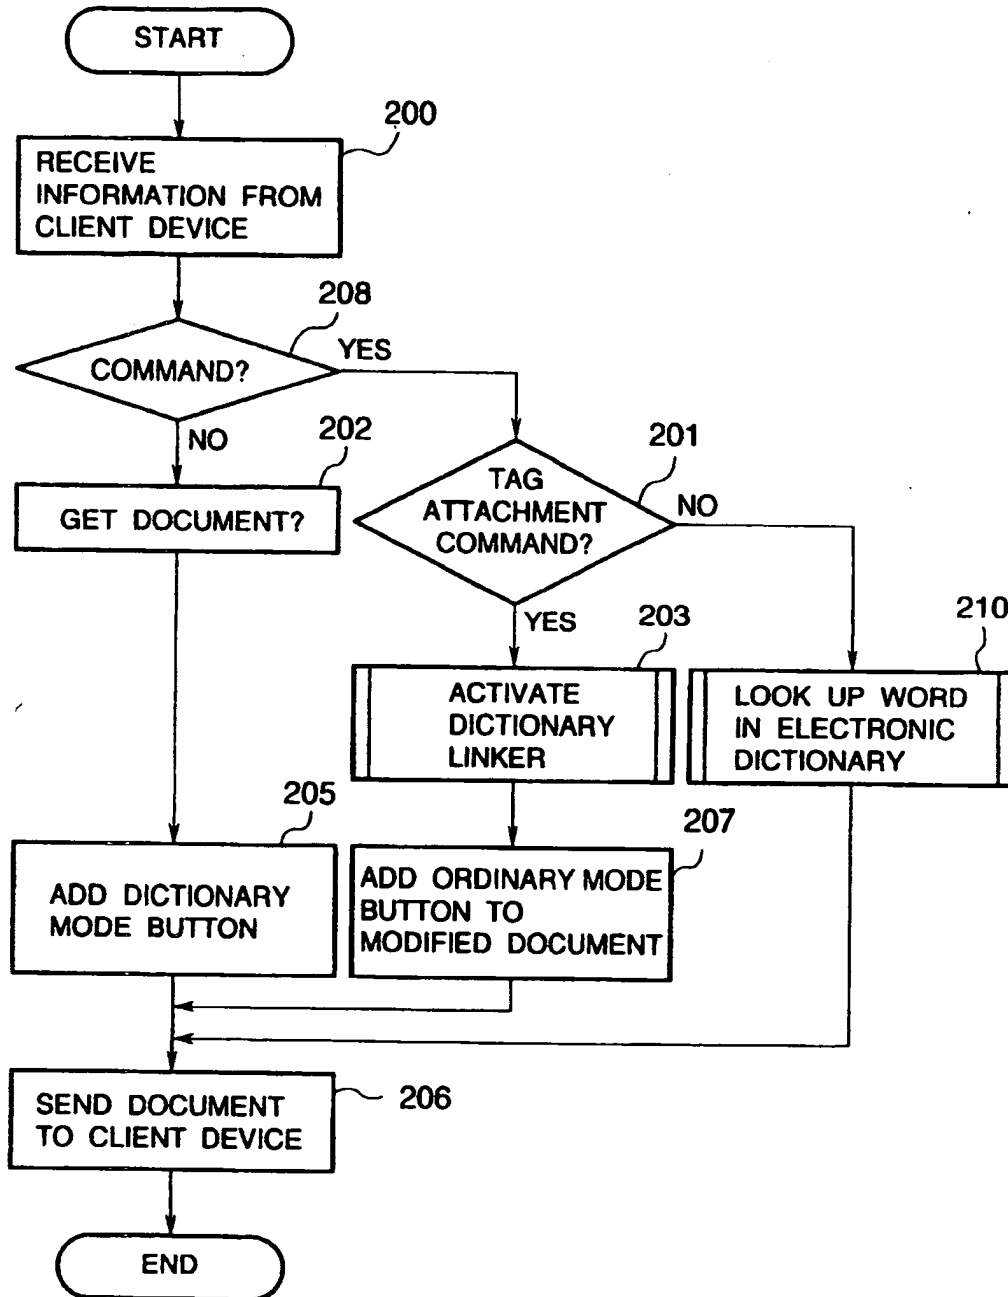 START
200
RECEIVE
INFORMATION FROM
CLIENT DEVICE
208
COMMAND?
YES
NO
202
GET DOCUMENT?
201
TAG
ATTACHMENT
COMMAND?
NO
YES
203
ACTIVATE
DICTIONARY
LINKER
210
LOOK UP WORD
IN ELECTRONIC
DICTIONARY
205
ADD DICTIONARY
MODE BUTTON
207
ADD ORDINARY MODE
BUTTON TO
MODIFIED DOCUMENT
206
SEND DOCUMENT
TO CLIENT DEVICE
END